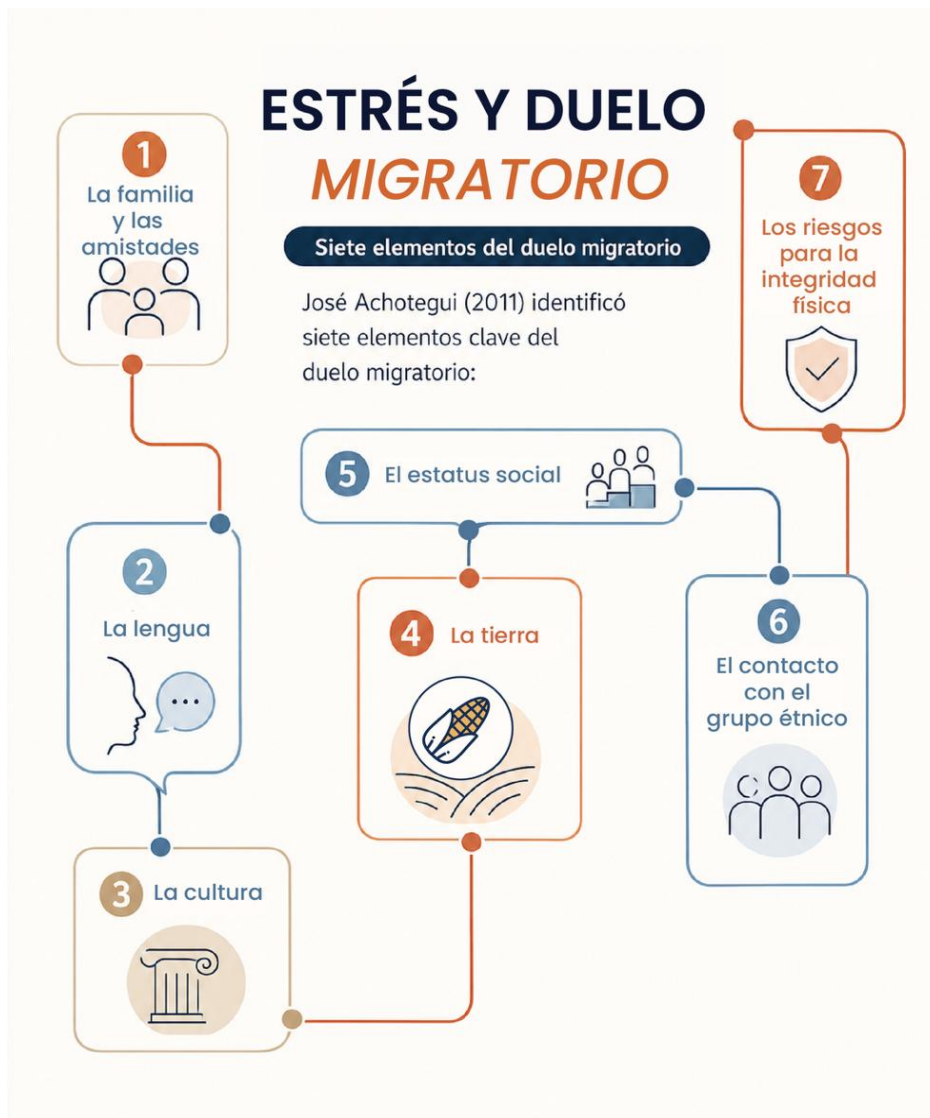 ESTRÉS Y DUELO
MIGRATORIO
Siete elementos del duelo migratorio
José Achotegui (2011) identificó
siete elementos clave del
duelo migratorio:
1
La familia
y las
amistades
2
La lengua
3
La cultura
4 La tierra
5 El estatus social
6
El contacto
con el
grupo étnico
7
Los riesgos
para la
integridad
física